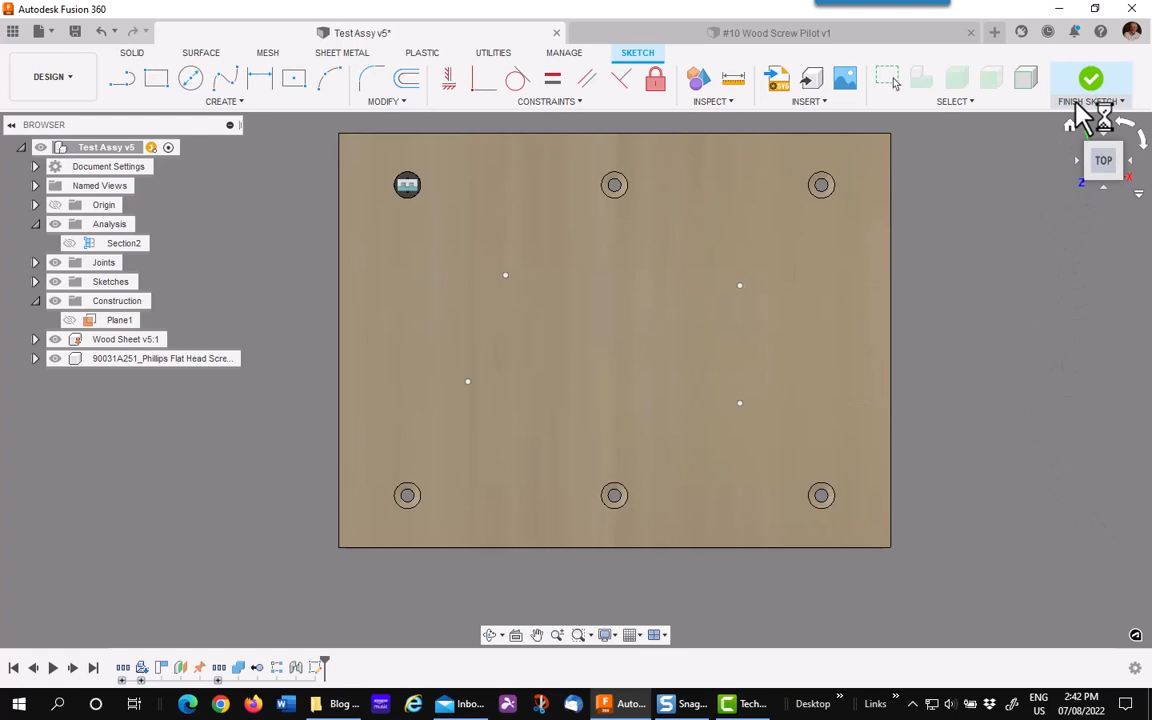 Autodesk Fusion 360
Test Assy v5*
#10 Wood Screw Pilot v1
DESIGN
SOLID
SURFACE
MESH
SHEET METAL
PLASTIC
UTILITIES
MANAGE
SKETCH
CREATE
MODIFY
CONSTRAINTS
INSPECT
INSERT
SELECT
FINISH SKETCH
BROWSER
Test Assy v5
Document Settings
Named Views
Origin
Analysis
Section2
Joints
Sketches
Construction
Plane1
Wood Sheet v5:1
90031A251_Phillips Flat Head Scre...
TOP
Z
X
Blog ...
Inbo...
Auto...
Snag...
Tech...
Desktop
Links
ENG
US
2:42 PM
07/08/2022